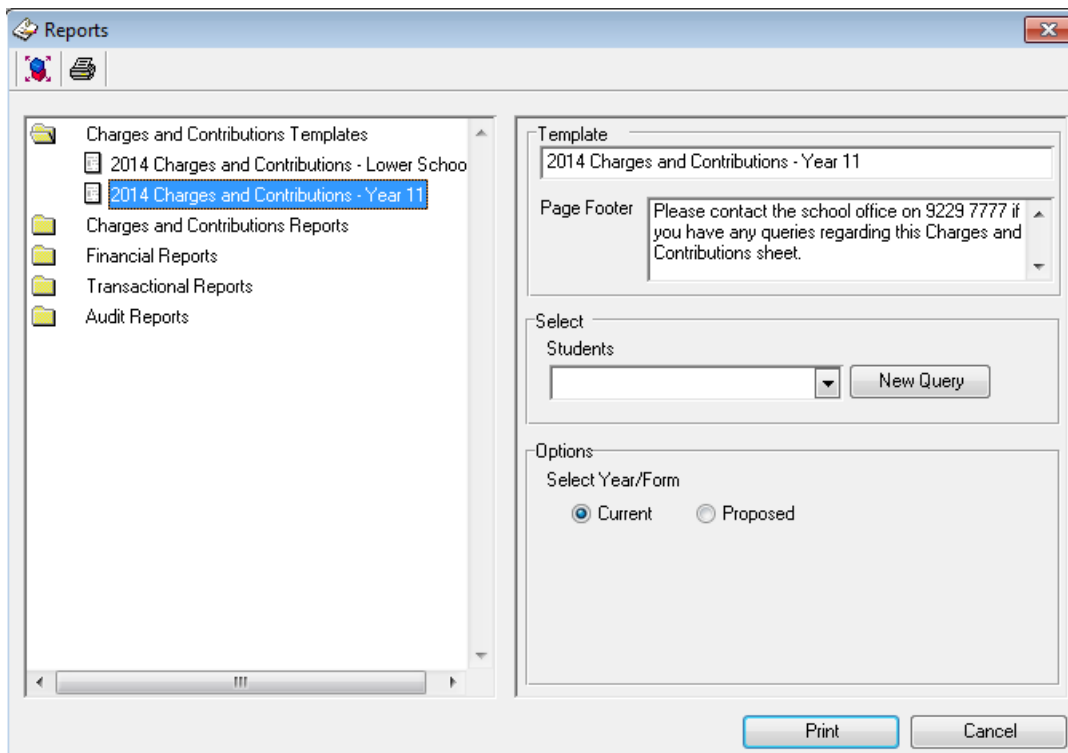 Reports
Charges and Contributions Templates
2014 Charges and Contributions - Lower Schoo
2014 Charges and Contributions - Year 11
Charges and Contributions Reports
Financial Reports
Transactional Reports
Audit Reports
Template
2014 Charges and Contributions - Year 11
Page Footer
Please contact the school office on 9229 7777 if
you have any queries regarding this Charges and
Contributions sheet.
Select
Students
New Query
Options
Select Year/Form
Current
Proposed
Print
Cancel